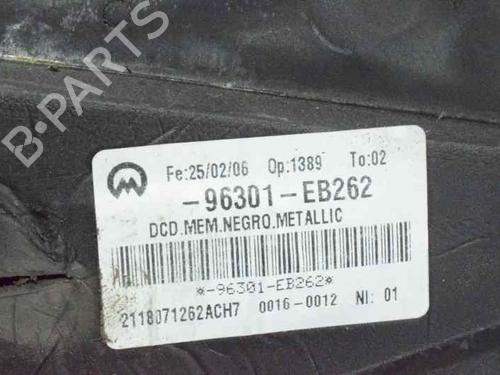 B-PARTS
Fe:25/02/06 Op:1389 To:02
-96301-EB262
DCD.MEM.NEGRO.METALLIC
*-96301-EB262*
2118071262ACH7 0016-0012 NI: 01